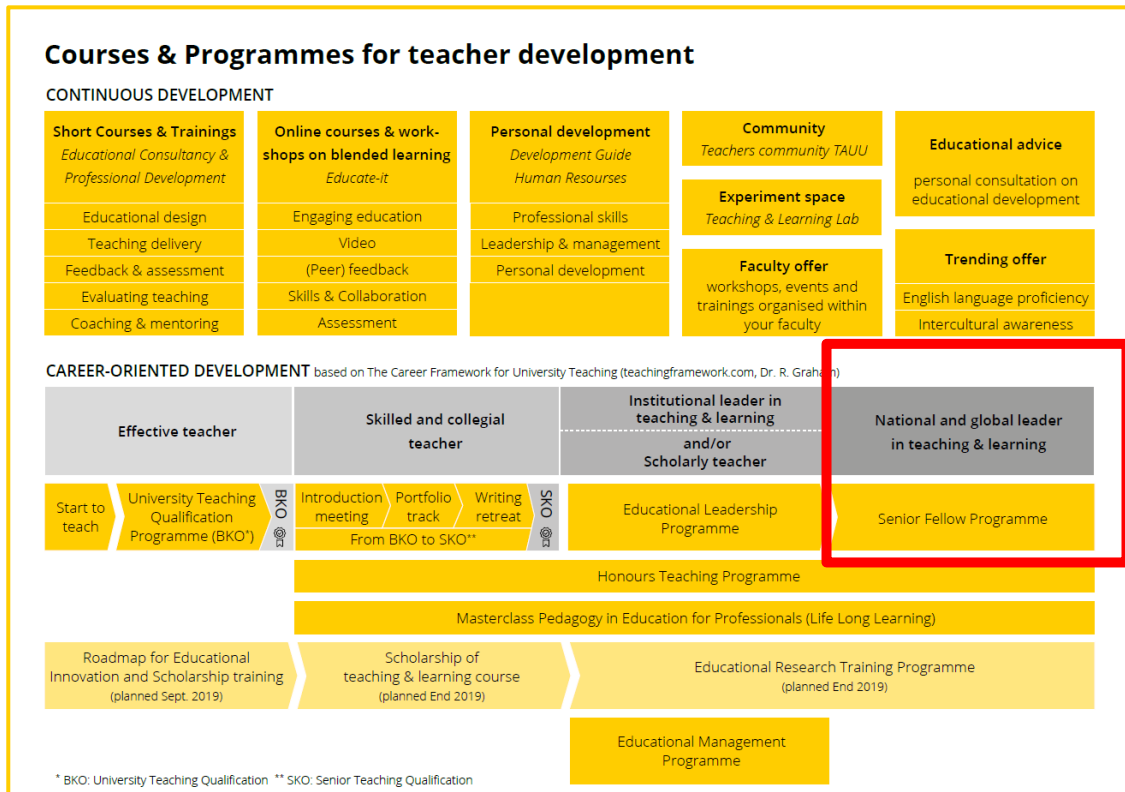 Courses & Programmes for teacher development
CONTINUOUS DEVELOPMENT
Short Courses & Trainings
Educational Consultancy &
Professional Development
Educational design
Teaching delivery
Feedback & assessment
Evaluating teaching
Coaching & mentoring
Online courses & work-
shops on blended learning
Educate-it
Engaging education
Video
(Peer) feedback
Skills & Collaboration
Assessment
Personal development
Development Guide
Human Resourses
Professional skills
Leadership & management
Personal development
Community
Teachers community TAUU
Experiment space
Teaching & Learning Lab
Faculty offer
workshops, events and
trainings organised within
your faculty
Educational advice
personal consultation on
educational development
Trending offer
English language proficiency
Intercultural awareness
CAREER-ORIENTED DEVELOPMENT based on The Career Framework for University Teaching (teachingframework.com, Dr. R. Graham)
Effective teacher
Skilled and collegial
teacher
Institutional leader in
teaching & learning
and/or
Scholarly teacher
National and global leader
in teaching & learning
Start to
teach
University Teaching
Qualification
Programme (BKO*)
BKO
Introduction
meeting
Portfolio
track
Writing
retreat
From BKO to SKO**
SKO
Educational Leadership
Programme
Senior Fellow Programme
Honours Teaching Programme
Masterclass Pedagogy in Education for Professionals (Life Long Learning)
Roadmap for Educational
Innovation and Scholarship training
(planned Sept. 2019)
Scholarship of
teaching & learning course
(planned End 2019)
Educational Research Training Programme
(planned End 2019)
Educational Management
Programme
* BKO: University Teaching Qualification ** SKO: Senior Teaching Qualification